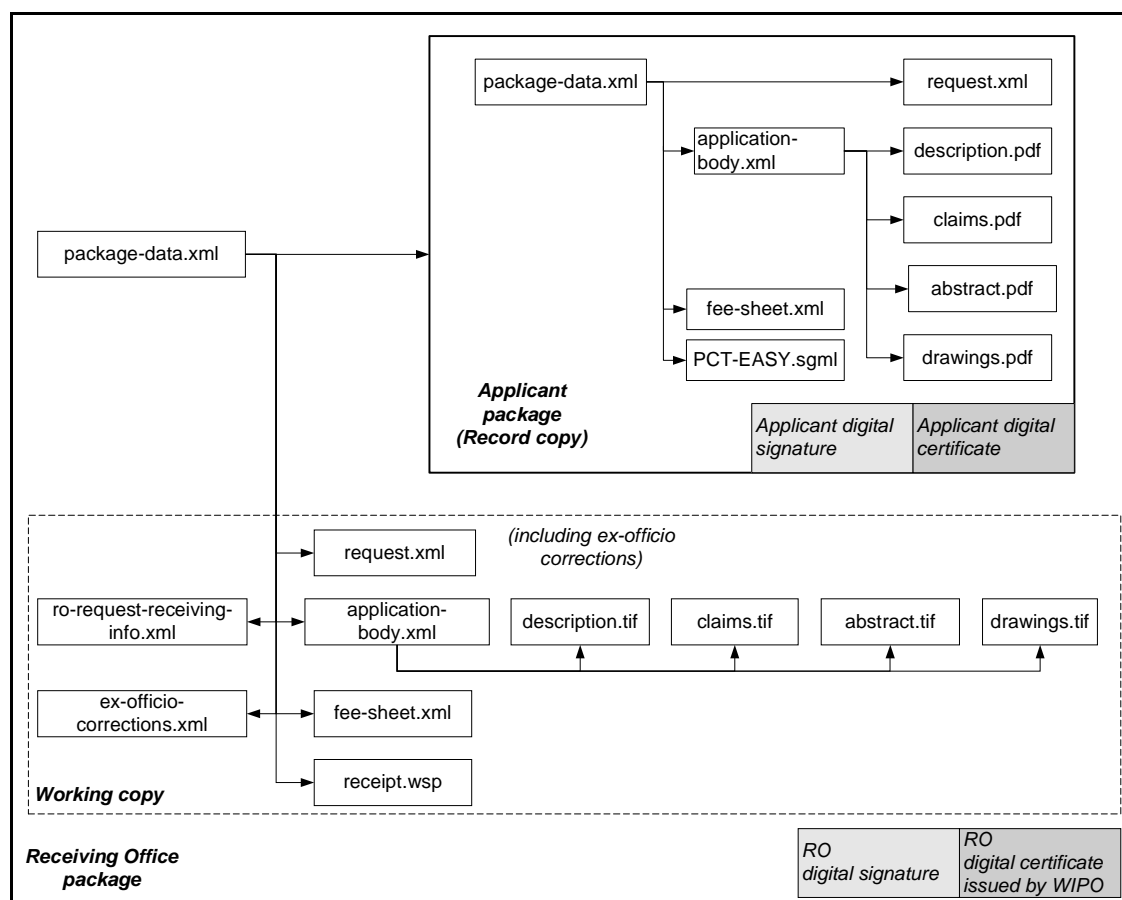 package-data.xml
request.xml
application-
body.xml
description.pdf
claims.pdf
package-data.xml
abstract.pdf
fee-sheet.xml
PCT-EASY.sgml
drawings.pdf
Applicant
package
(Record copy)
Applicant digital
signature
Applicant digital
certificate
request.xml
(including ex-officio
corrections)
ro-request-receiving-
info.xml
application-
body.xml
description.tif
claims.tif
abstract.tif
drawings.tif
ex-officio-
corrections.xml
fee-sheet.xml
receipt.wsp
Working copy
Receiving Office
package
RO
digital signature
RO
digital certificate
issued by WIPO